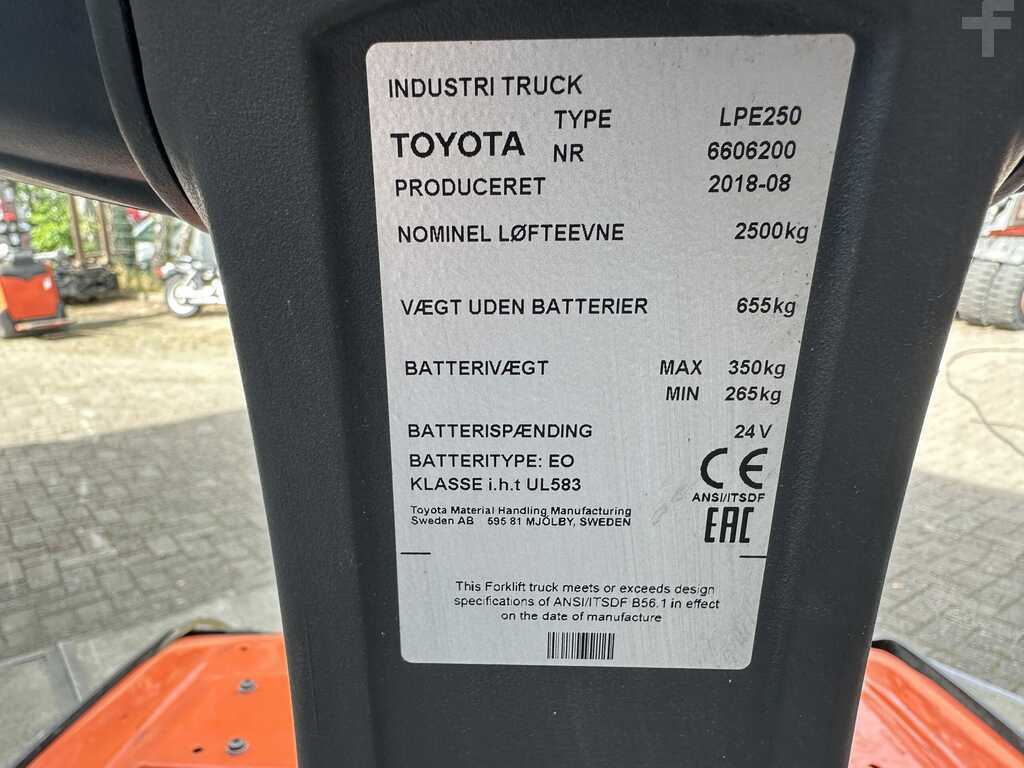 INDUSTRI TRUCK
TYPE LPE250
TOYOTA NR 6606200
PRODUCERET 2018-08
NOMINEL LØFTEEVNE 2500kg
VÆGT UDEN BATTERIER 655kg
BATTERIVÆGT MAX 350kg
MIN 265kg
BATTERISPÆNDING 24V
BATTERITYPE: EO
KLASSE i.h.t UL583
CE
ANSI/ITSDF
EAC
Toyota Material Handling Manufacturing
Sweden AB 595 81 MJÖLBY, SWEDEN
This Forklift truck meets or exceeds design
specifications of ANSI/ITSDF B56.1 in effect
on the date of manufacture
f